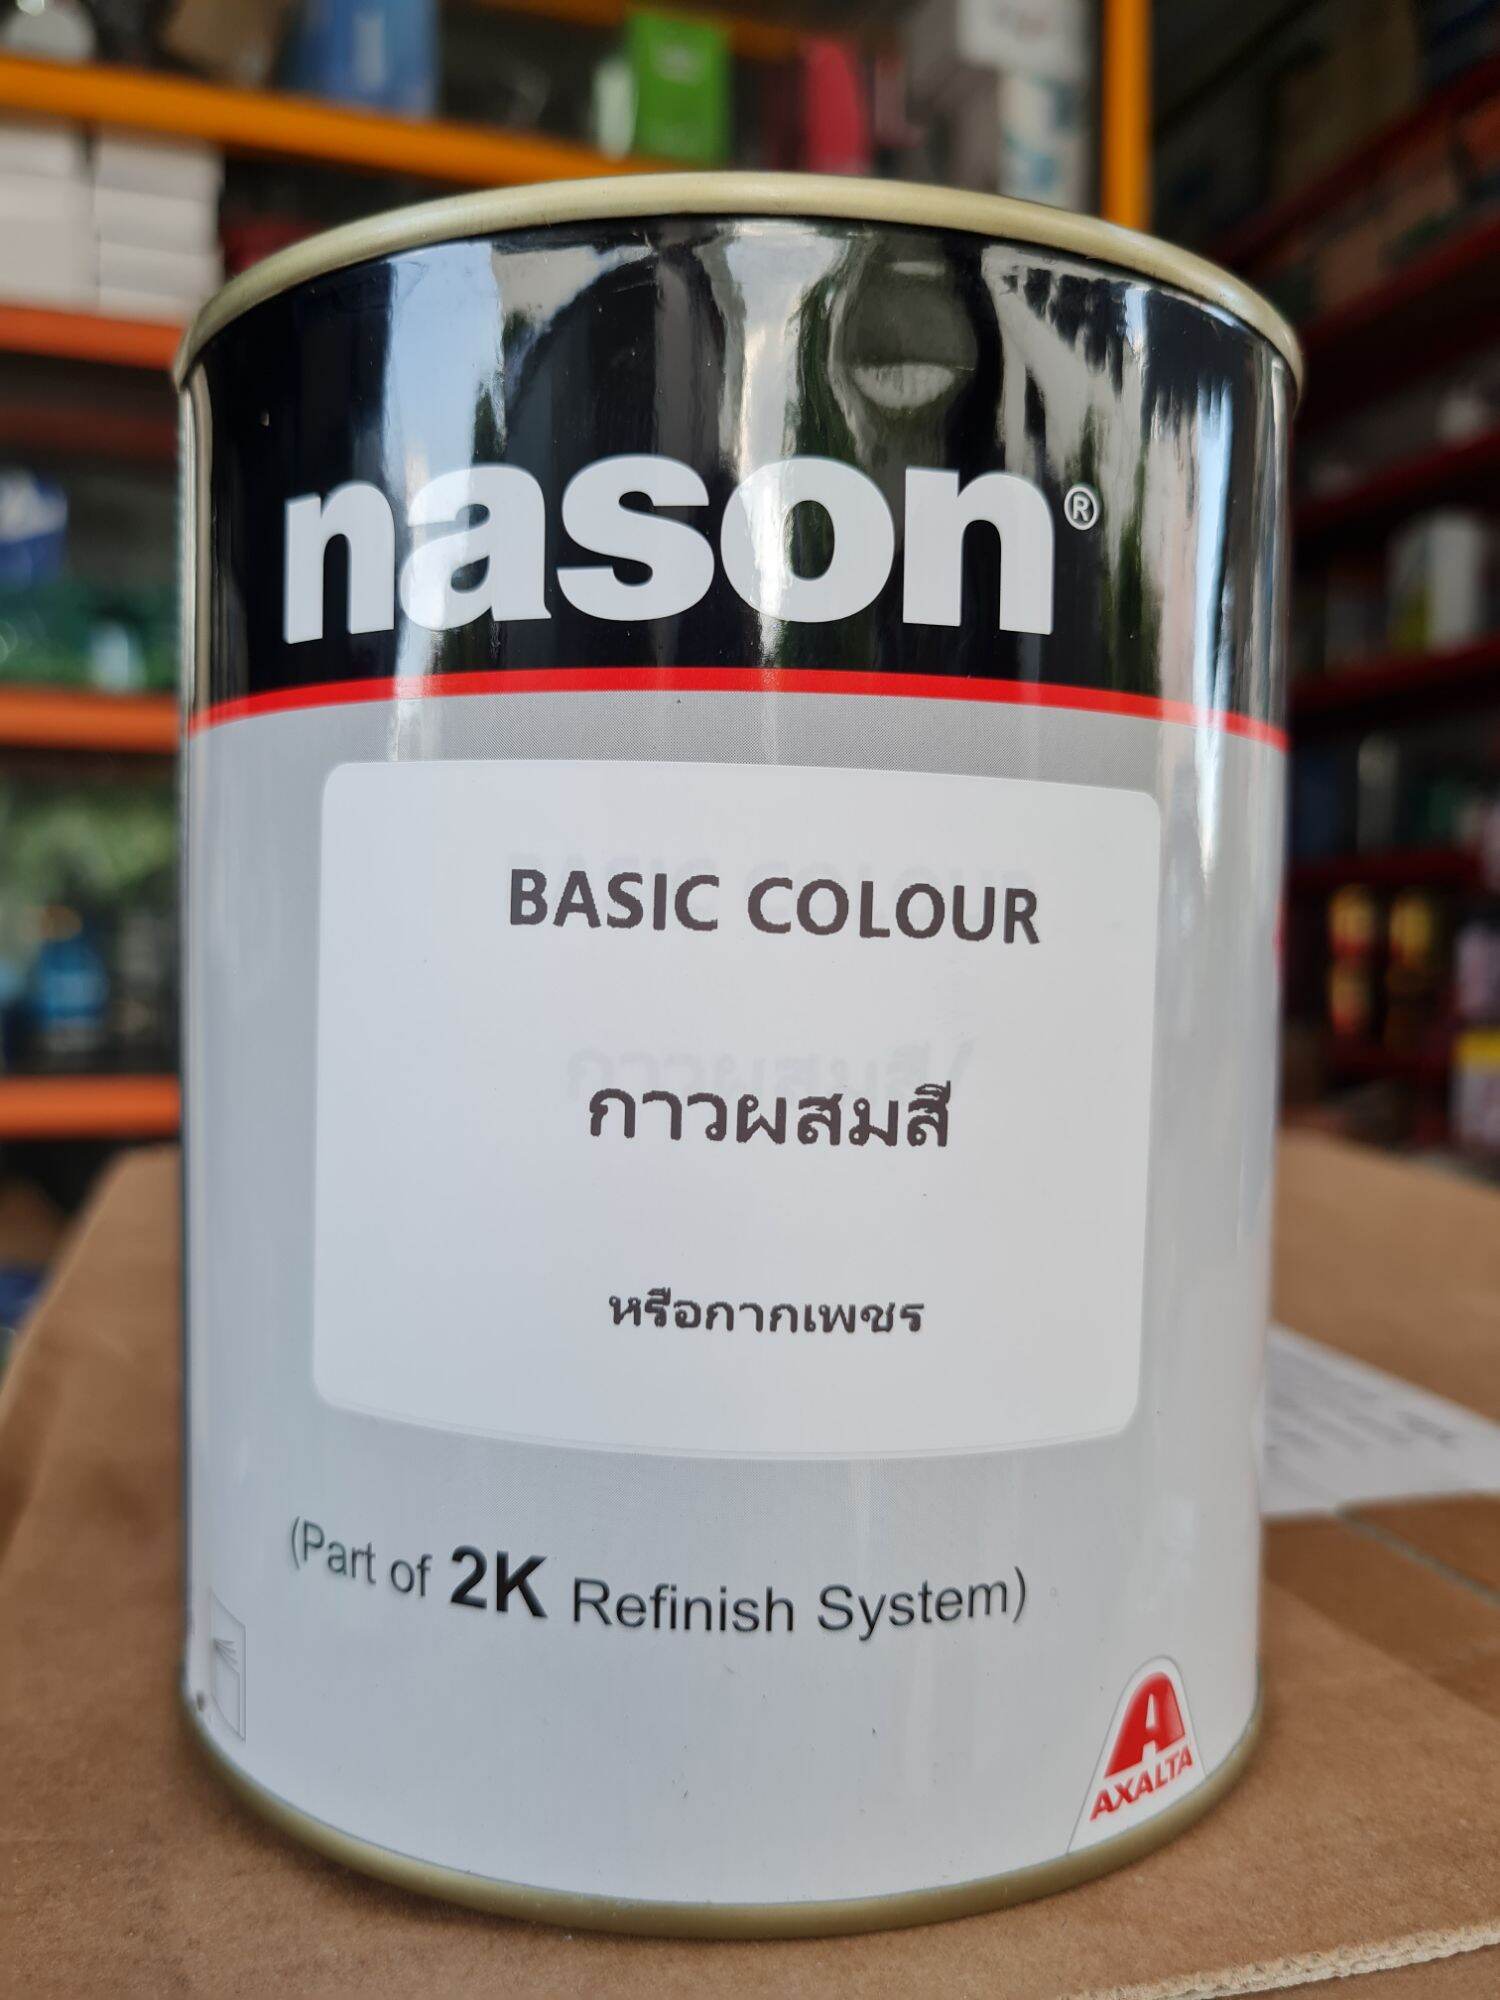 nason®
BASIC COLOUR
กาวผสมสี
หรือกากเพชร
(Part of 2K Refinish System)
A
AXALTA